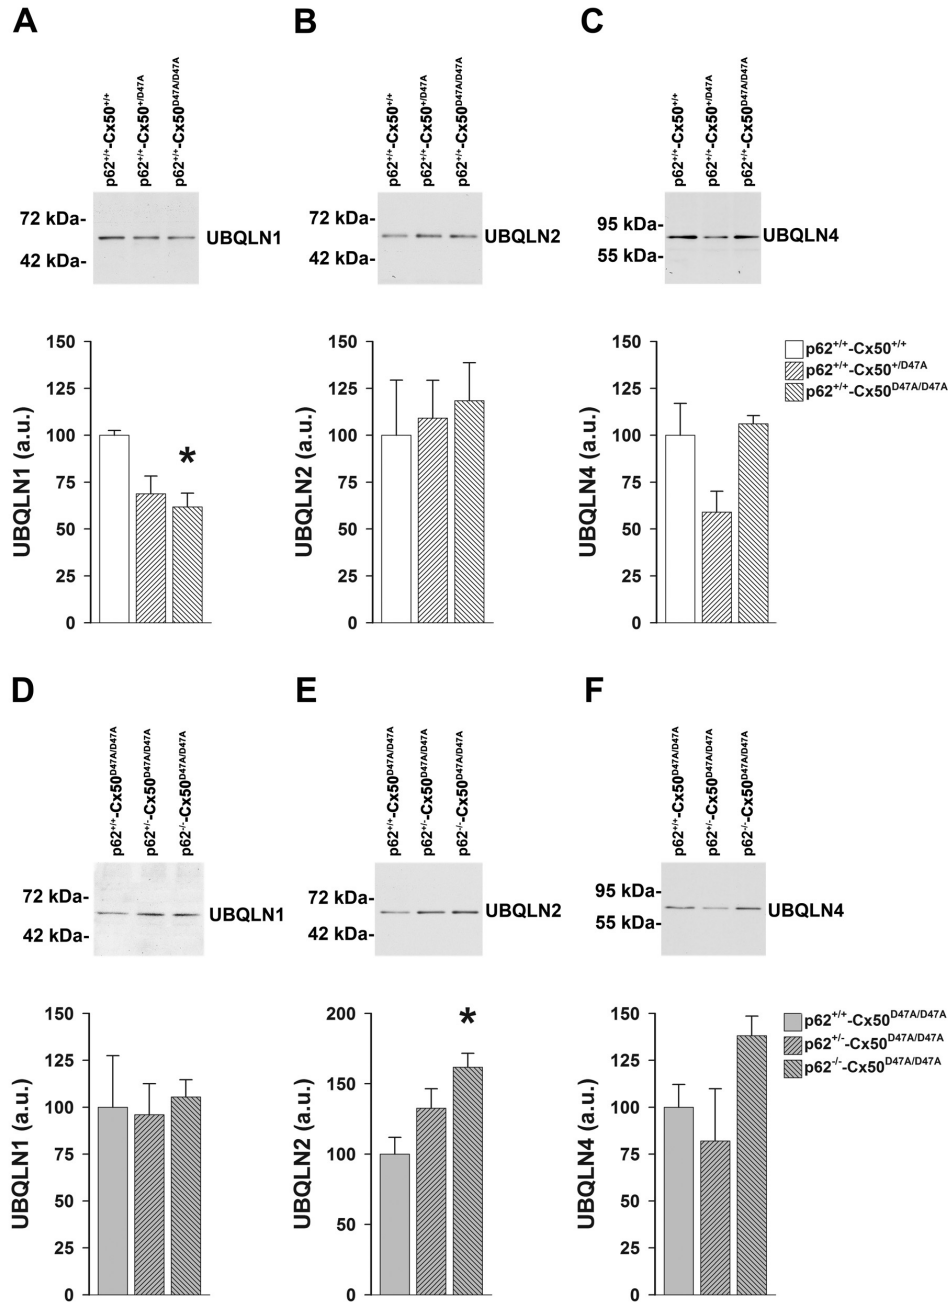 A
p62+/+-Cx50+/+
p62+/+-Cx50+/D47A
p62+/+-Cx50D47A/D47A
72 kDa-
42 kDa-
UBQLN1
150
125
100
75
50
25
0
UBQLN1 (a.u.)
*
B
p62+/+-Cx50+/+
p62+/+-Cx50+/D47A
p62+/+-Cx50D47A/D47A
72 kDa-
42 kDa-
UBQLN2
150
125
100
75
50
25
0
UBQLN2 (a.u.)
C
p62+/+-Cx50+/+
p62+/+-Cx50+/D47A
p62+/+-Cx50D47A/D47A
95 kDa-
55 kDa-
UBQLN4
150
125
100
75
50
25
0
UBQLN4 (a.u.)
p62+/+-Cx50+/+
p62+/+-Cx50+/D47A
p62+/+-Cx50D47A/D47A
D
p62+/+-Cx50D47A/D47A
p62+/--Cx50D47A/D47A
p62-/--Cx50D47A/D47A
72 kDa-
42 kDa-
UBQLN1
150
125
100
75
50
25
0
UBQLN1 (a.u.)
E
p62+/+-Cx50D47A/D47A
p62+/--Cx50D47A/D47A
p62-/--Cx50D47A/D47A
72 kDa-
42 kDa-
UBQLN2
200
150
100
50
0
UBQLN2 (a.u.)
*
F
p62+/+-Cx50D47A/D47A
p62+/--Cx50D47A/D47A
p62-/--Cx50D47A/D47A
95 kDa-
55 kDa-
UBQLN4
150
125
100
75
50
25
0
UBQLN4 (a.u.)
p62+/+-Cx50D47A/D47A
p62+/--Cx50D47A/D47A
p62-/--Cx50D47A/D47A